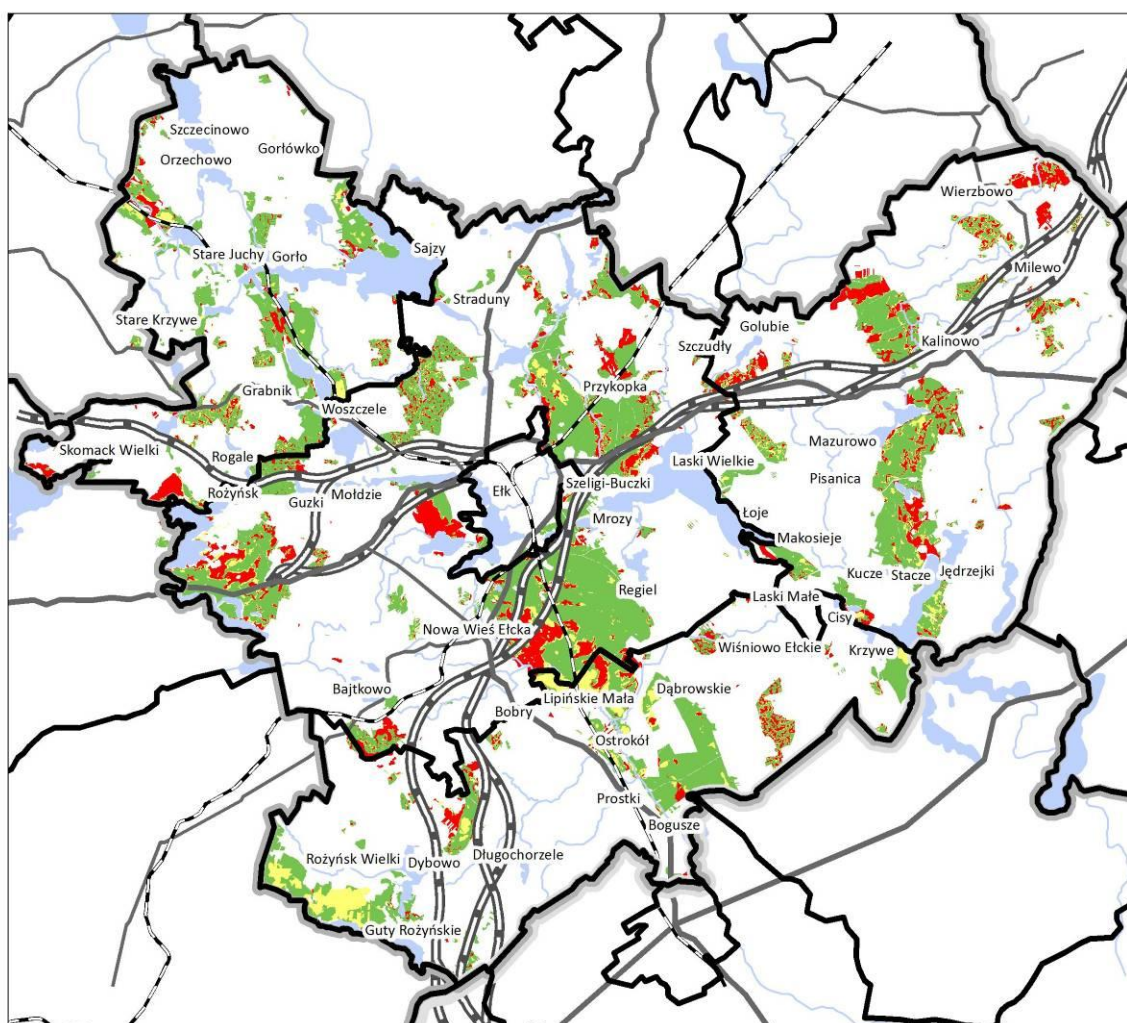 Szczecinowo
Orzechowo
Gorłówko
Wierzbowo
Stare Juchy
Gorło
Sajzy
Milewo
Straduny
Stare Krzywe
Golubie
Szczudły
Kalinowo
Przykopka
Grabnik
Woszczele
Mazurowo
Skomack Wielki
Rogale
Laski Wielkie
Pisanica
Rożyńsk
Mołdzie
Ełk
Szeligi-Buczki
Guzki
Mrozy
Łoje
Makosieje
Kucze
Stacze
Jędrzejki
Regiel
Laski Małe
Cisy
Nowa Wieś Ełcka
Wiśniowo Ełckie
Krzywe
Bajtkowo
Lipińskie Mała
Dąbrowskie
Bobry
Ostrokół
Prostki
Bogusze
Rożyńsk Wielki
Dybowo
Długochorzele
Guty Rożyńskie